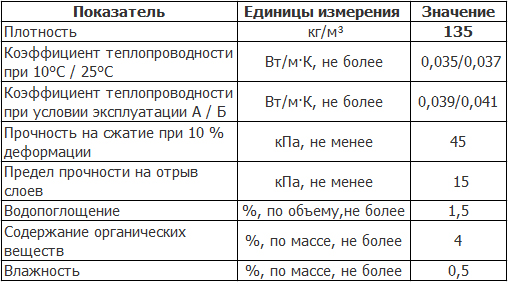 Показатель Единицы измерения Значение
Плотность кг/м³ 135
Коэффициент теплопроводности
при 10°C / 25°C Вт/м·К, не более 0,035/0,037
Коэффициент теплопроводности
при условии эксплуатации А / Б Вт/м·К, не более 0,039/0,041
Прочность на сжатие при 10 %
деформации кПа, не менее 45
Предел прочности на отрыв
слоев кПа, не менее 15
Водопоглощение %, по объему,не более 1,5
Содержание органических
веществ %, по массе, не более 4
Влажность %, по массе, не более 0,5